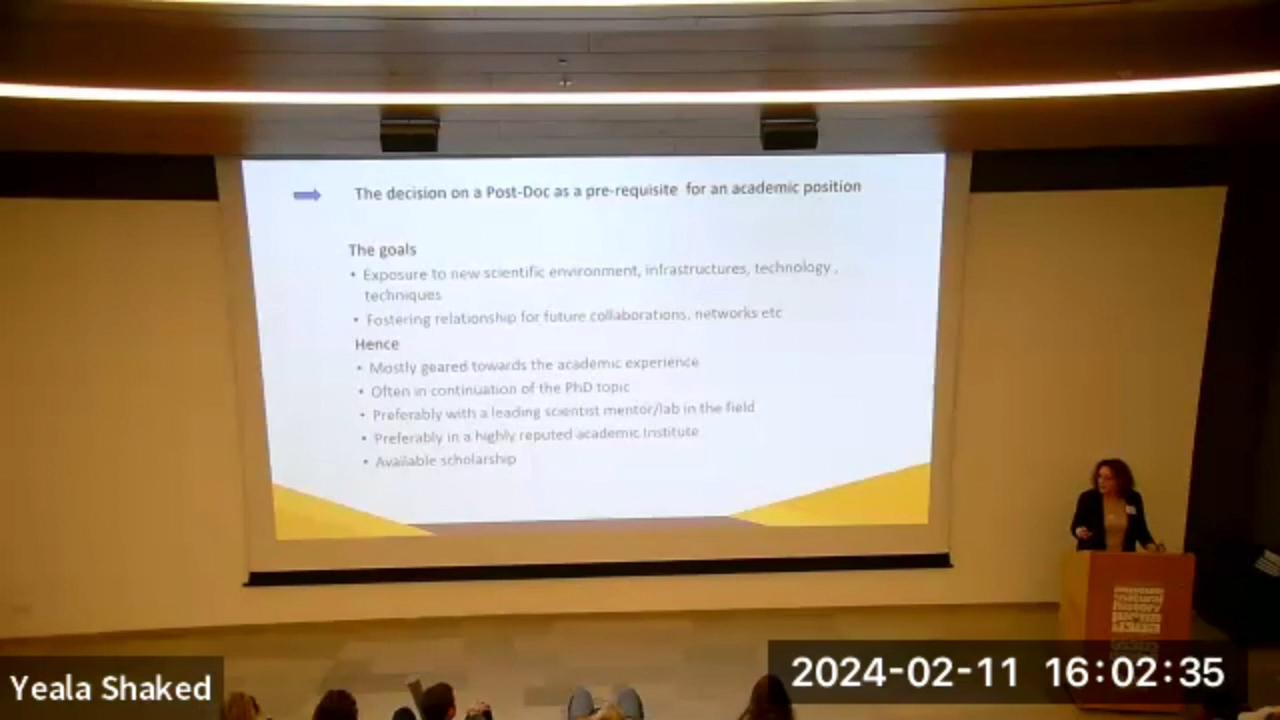 The decision on a Post-Doc as a pre-requisite for an academic position
The goals
• Exposure to new scientific environment, infrastructures, technology ,
techniques
• Fostering relationship for future collaborations, networks etc
Hence
• Mostly geared towards the academic experience
• Often in continuation of the PhD topic
• Preferably with a leading scientist mentor/lab in the field
• Preferably in a highly reputed academic Institute
• Available scholarship
natural
history
Yeala Shaked
2024-02-11 16:02:35